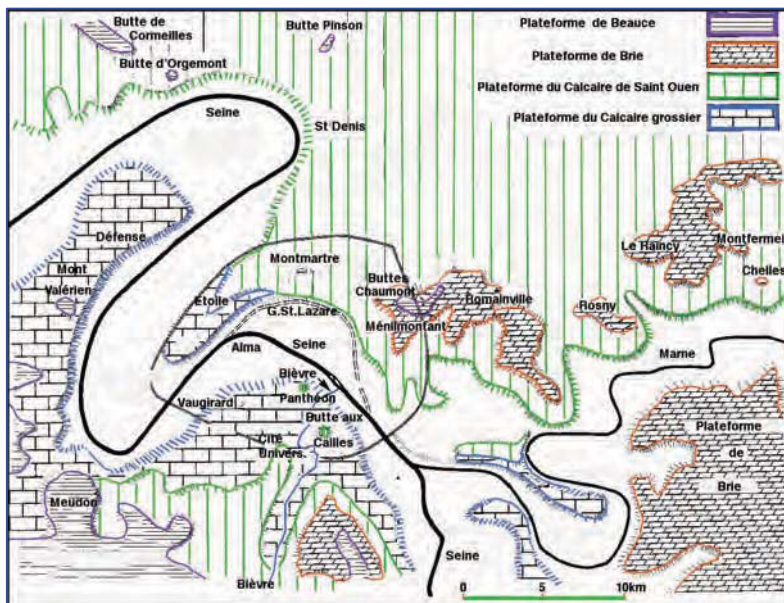 Butte de
Cormeilles
Butte Pinson
Butte d'Orgemont
Plateforme de Beauce
Plateforme de Brie
Plateforme du Calcaire de Saint Ouen
Plateforme du Calcaire grossier
Seine
St Denis
Défense
Mont
Valérien
Montmartre
Étoile
G.St.Lazare
Buttes
Chaumont
Romainville
Ménilmontant
Le Raincy
Montfermeil
Chelles
Rosny
Marne
Alma
Seine
Bièvre
Panthéon
Vaugirard
Butte aux
Cailles
Cité
Univers.
Plateforme
de
Brie
Meudon
Bièvre
Seine
0 5 10km